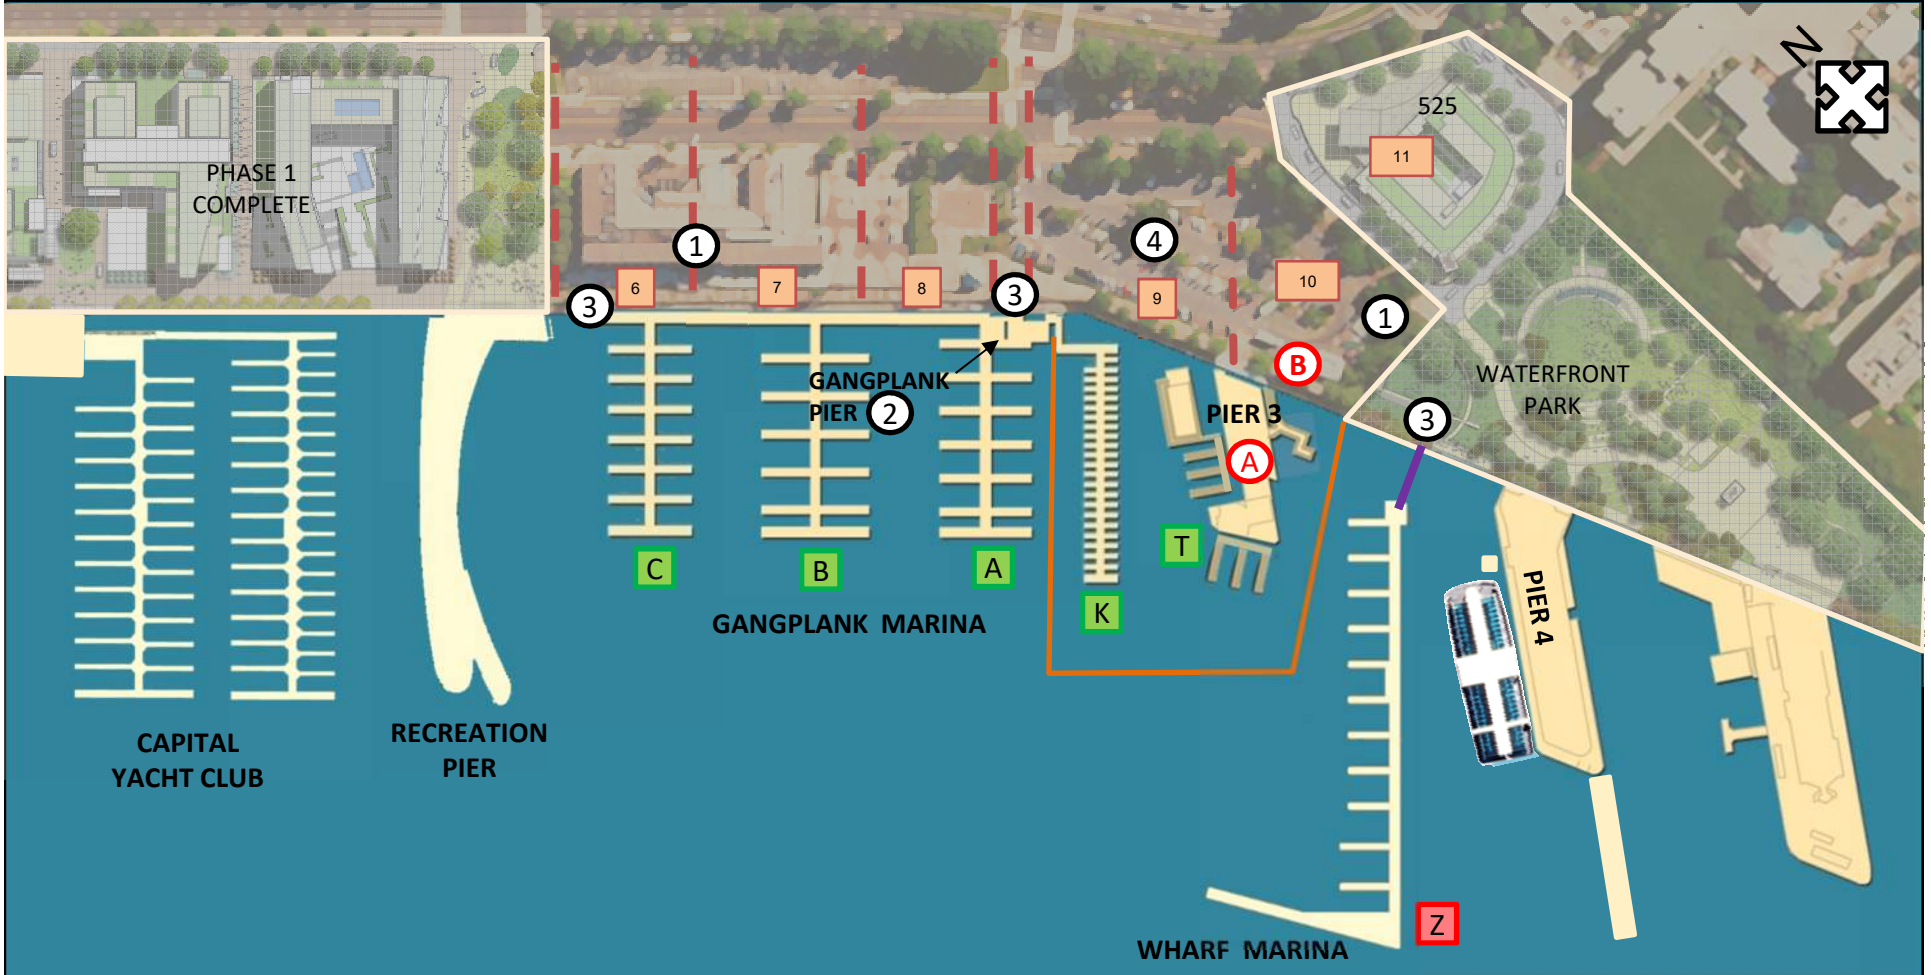 N
525
11
PHASE 1
COMPLETE
1
4
6
7
8
9
10
3
3
1
B
GANGPLANK
PIER 2
PIER 3
A
WATERFRONT
PARK
3
C
B
A
T
K
GANGPLANK MARINA
PIER 4
CAPITAL
YACHT CLUB
RECREATION
PIER
Z
WHARF MARINA